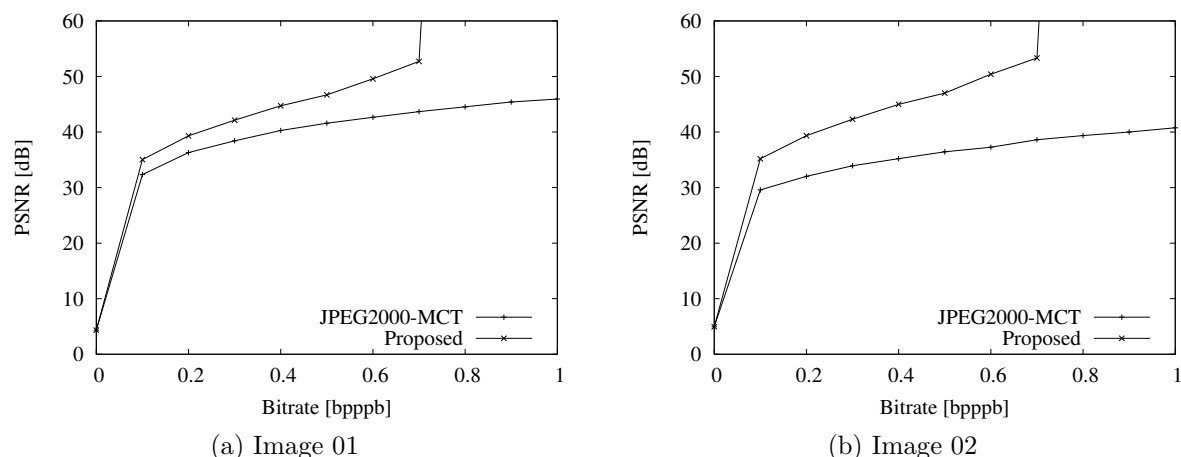 60
50
40
30
20
10
0
PSNR [dB]
JPEG2000-MCT
Proposed
0 0.2 0.4 0.6 0.8 1
Bitrate [bpppb]
(a) Image 01
60
50
40
30
20
10
0
PSNR [dB]
JPEG2000-MCT
Proposed
0 0.2 0.4 0.6 0.8 1
Bitrate [bpppb]
(b) Image 02